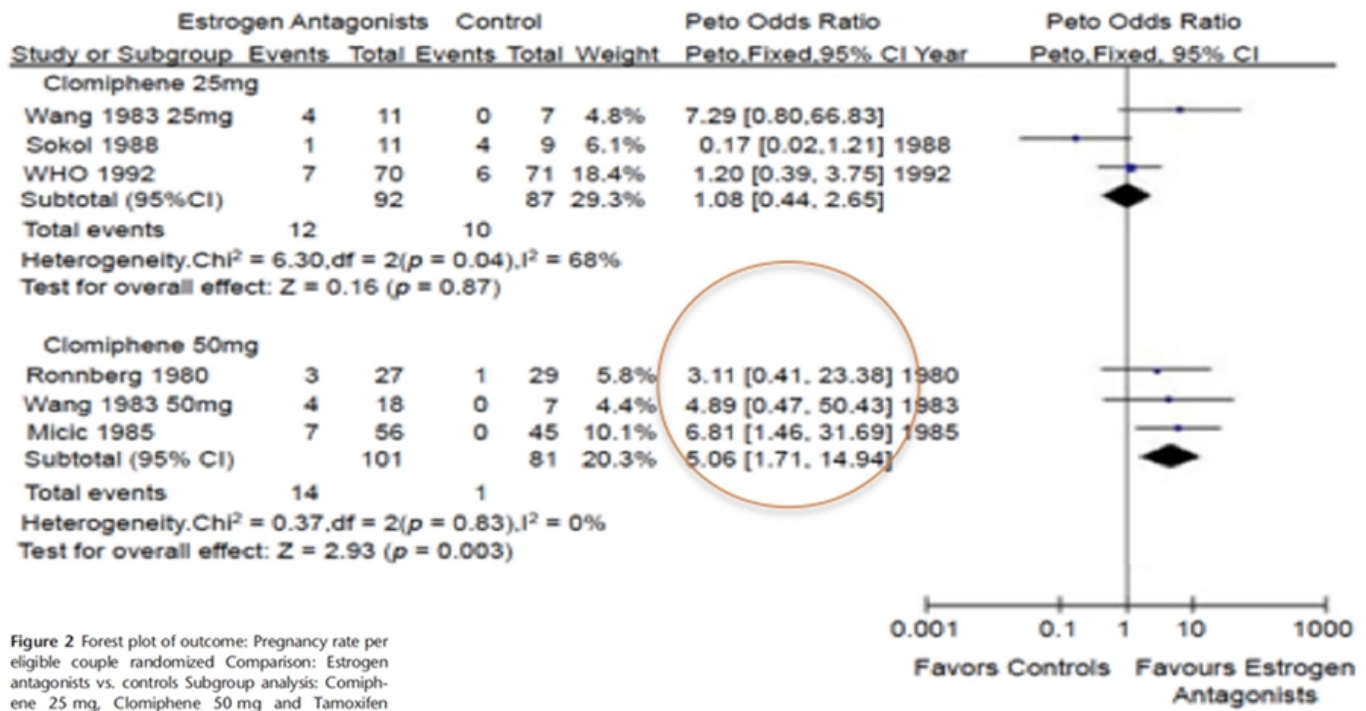 Estrogen Antagonists Control Peto Odds Ratio Peto Odds Ratio
Study or Subgroup Events Total Events Total Weight Peto,Fixed,95% CI Year Peto,Fixed, 95% CI
Clomiphene 25mg
Wang 1983 25mg 4 11 0 7 4.8% 7.29 [0.80,66.83]
Sokol 1988 1 11 4 9 6.1% 0.17 [0.02,1.21] 1988
WHO 1992 7 70 6 71 18.4% 1.20 [0.39, 3.75] 1992
Subtotal (95%CI) 92 87 29.3% 1.08 [0.44, 2.65]
Total events 12 10
Heterogeneity.Chi² = 6.30,df = 2(p = 0.04),I² = 68%
Test for overall effect: Z = 0.16 (p = 0.87)
Clomiphene 50mg
Ronnberg 1980 3 27 1 29 5.8% 3.11 [0.41, 23.38] 1980
Wang 1983 50mg 4 18 0 7 4.4% 4.89 [0.47, 50.43] 1983
Micic 1985 7 56 0 45 10.1% 6.81 [1.46, 31.69] 1985
Subtotal (95% CI) 101 81 20.3% 5.06 [1.71, 14.94]
Total events 14 1
Heterogeneity.Chi² = 0.37,df = 2(p = 0.83),I² = 0%
Test for overall effect: Z = 2.93 (p = 0.003)
0.001 0.1 1 10 1000
Favors Controls Favours Estrogen
Antagonists
Figure 2 Forest plot of outcome: Pregnancy rate per
eligible couple randomized Comparison: Estrogen
antagonists vs. controls Subgroup analysis: Comiph-
ene 25 mg, Clomiphene 50 mg and Tamoxifen